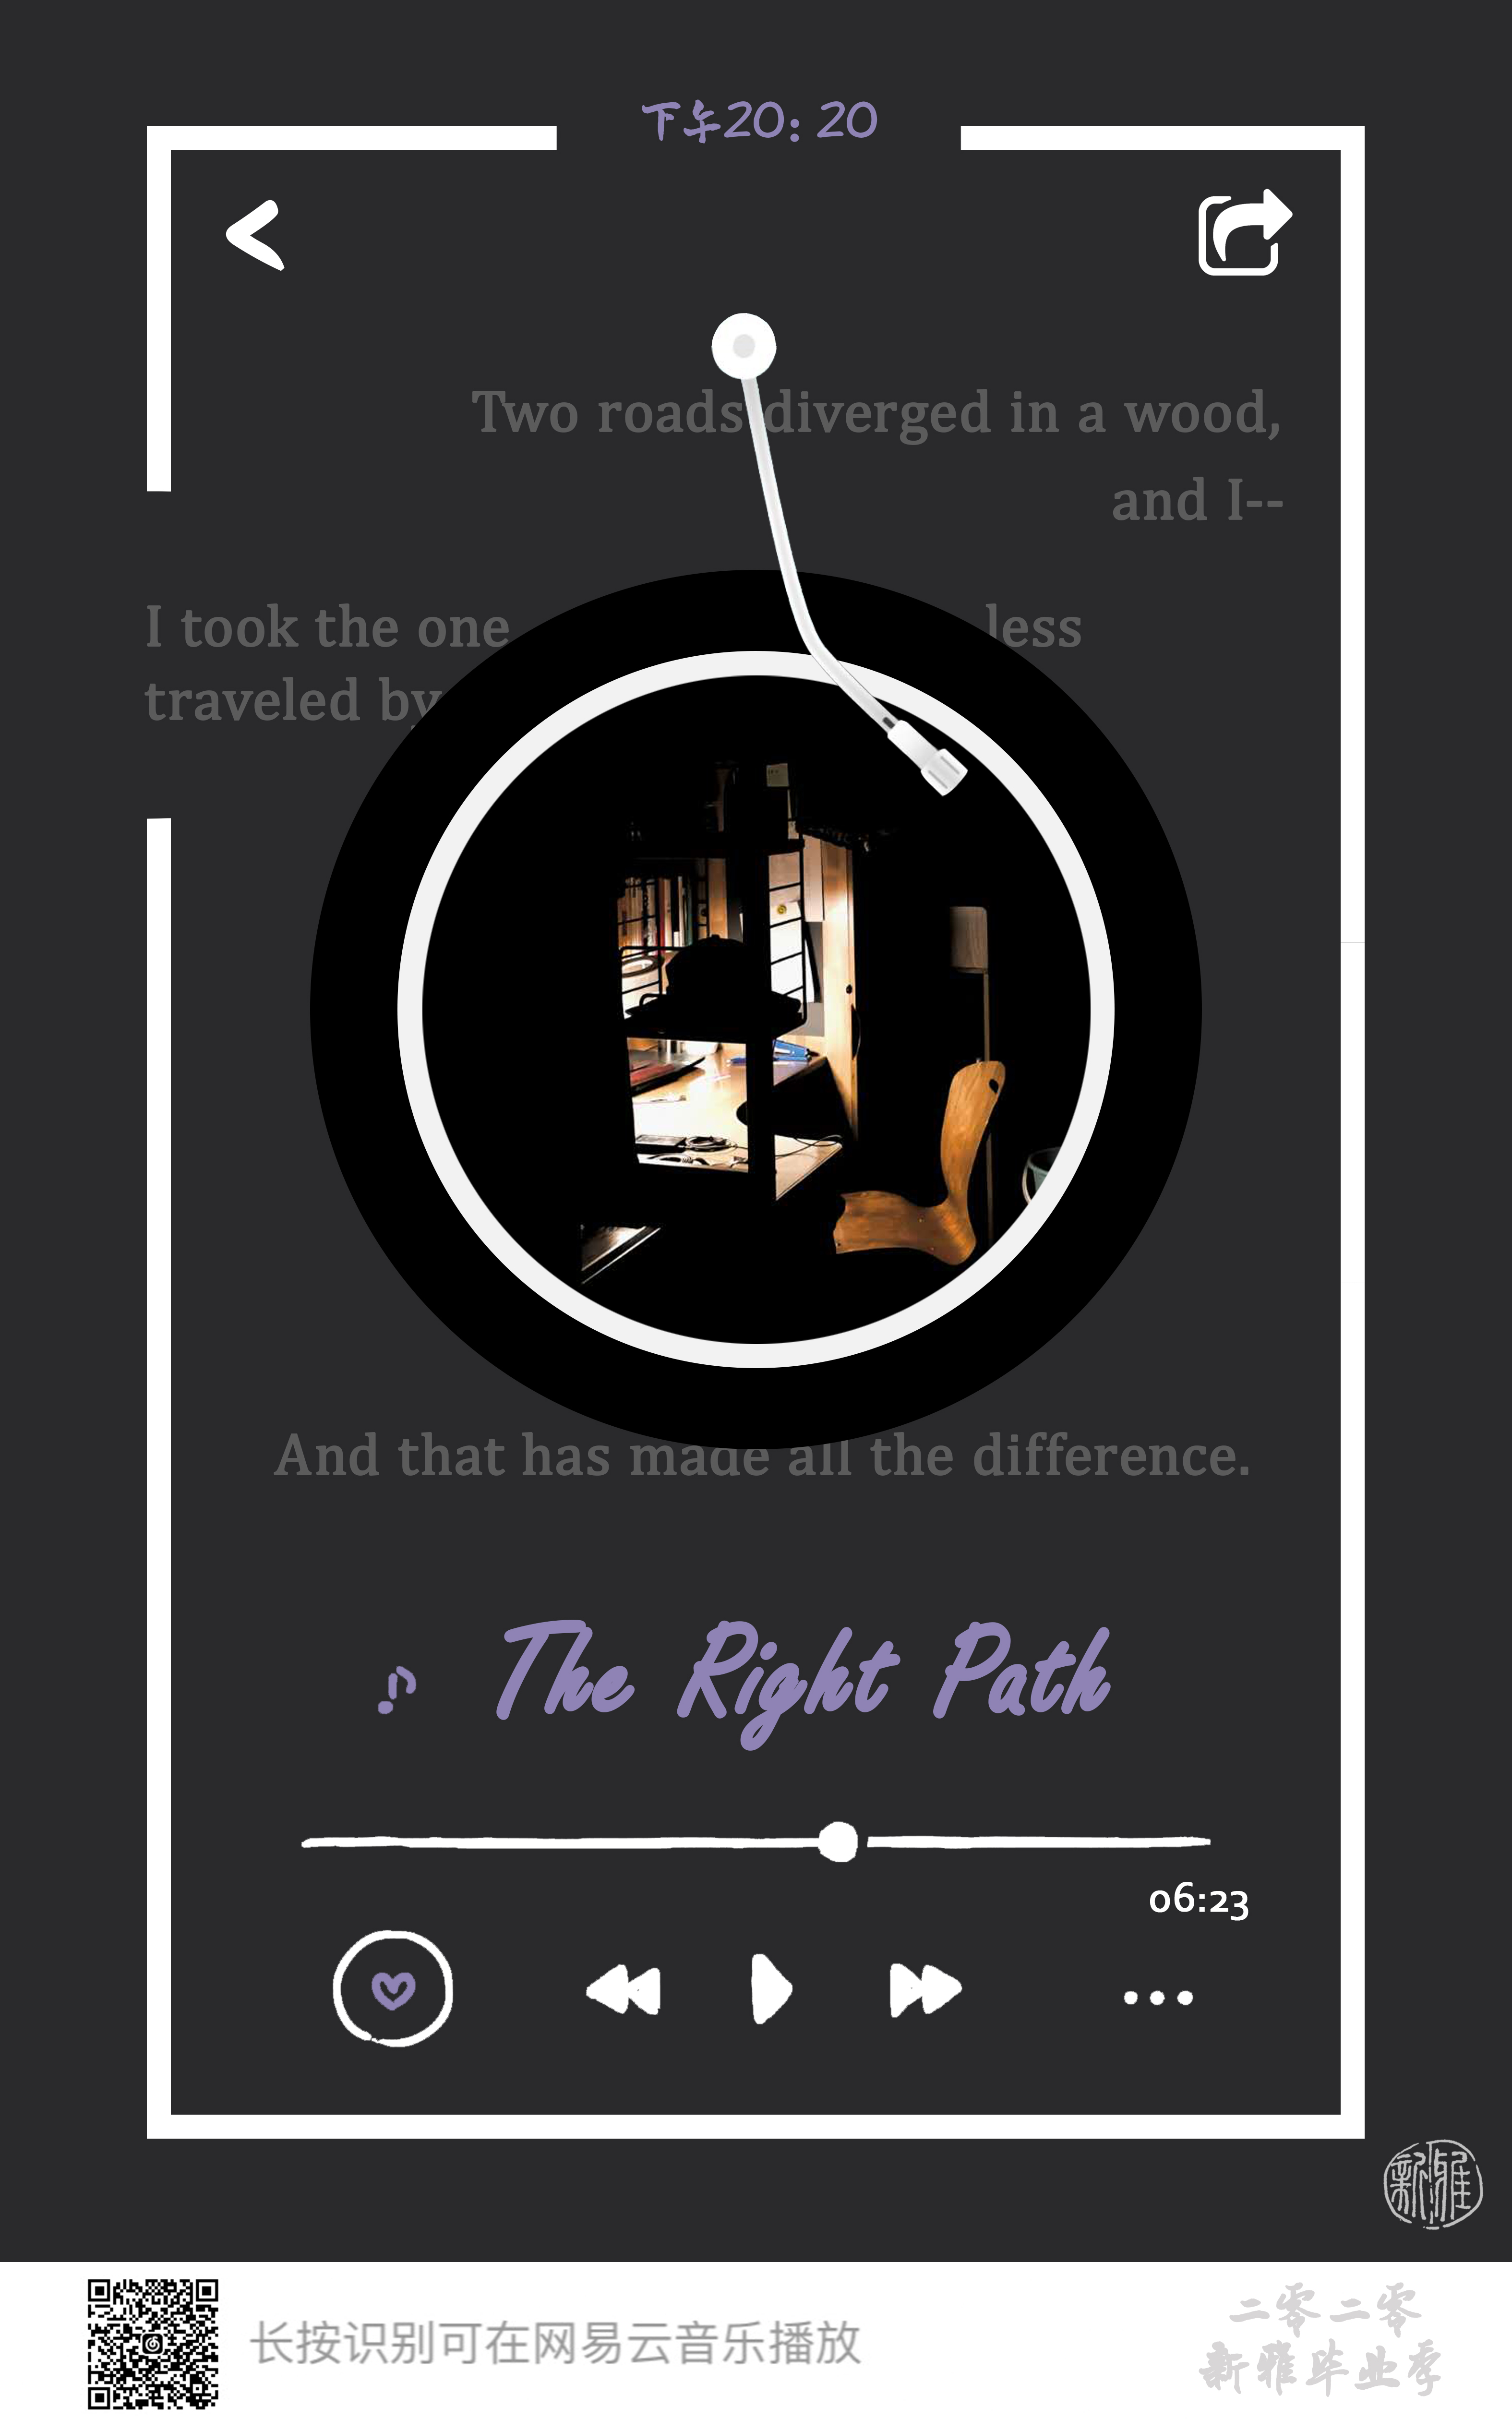 下午20: 20
Two roads diverged in a wood,
and I--
I took the one less
traveled by
And that has made all the difference.
The Right Path
06:23
新雅
长按识别可在网易云音乐播放
二零二零
新雅毕业季